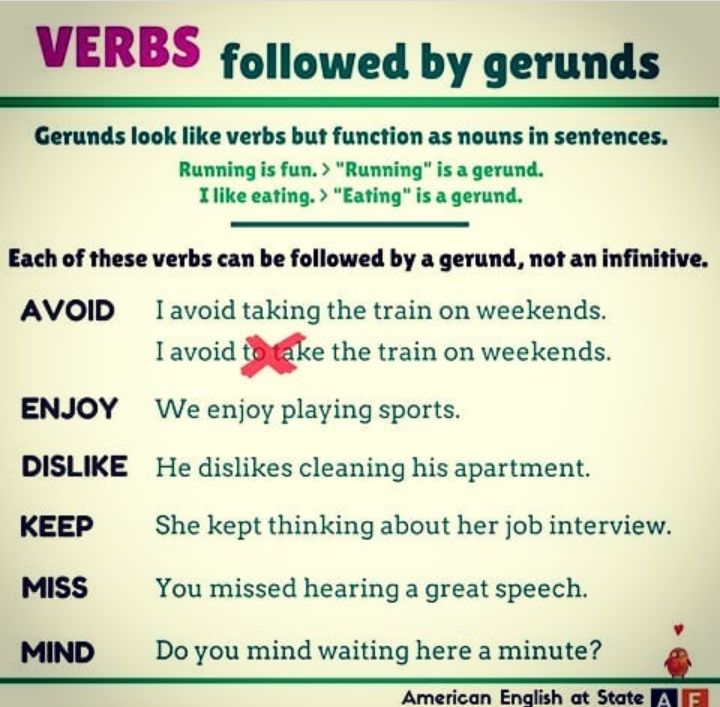 VERBS followed by gerunds
Gerunds look like verbs but function as nouns in sentences.
Running is fun. > "Running" is a gerund.
I like eating. > "Eating" is a gerund.
Each of these verbs can be followed by a gerund, not an infinitive.
AVOID I avoid taking the train on weekends.
I avoid to take the train on weekends.
ENJOY We enjoy playing sports.
DISLIKE He dislikes cleaning his apartment.
KEEP She kept thinking about her job interview.
MISS You missed hearing a great speech.
MIND Do you mind waiting here a minute?
American English at State A E